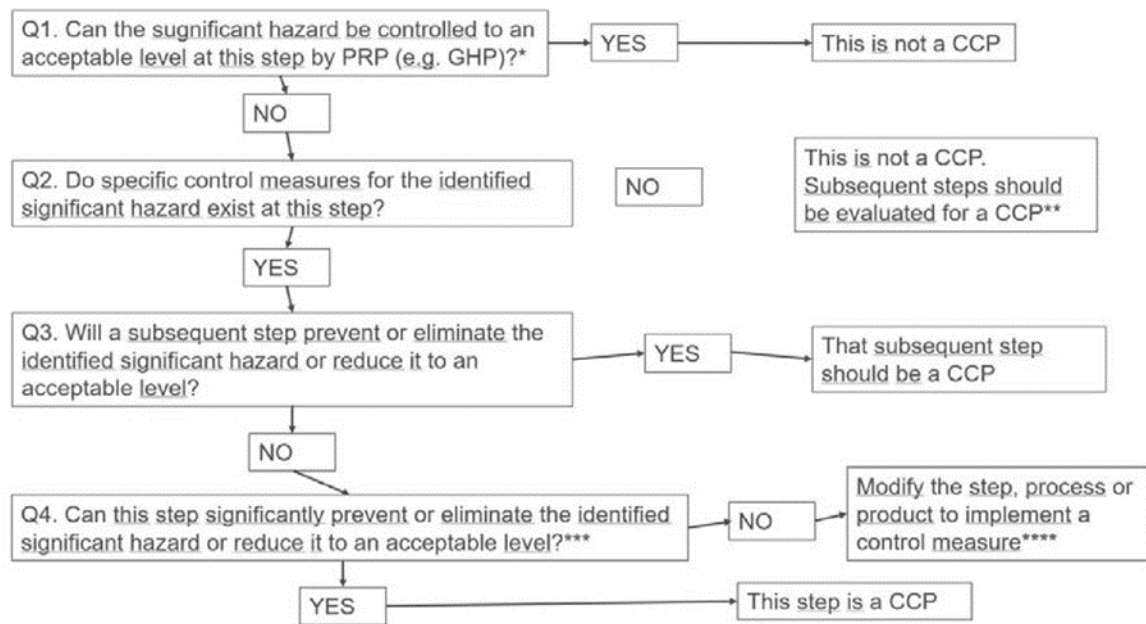 Q1. Can the sugnificant hazard be controlled to an
acceptable level at this step by PRP (e.g. GHP)?*
YES
This is not a CCP
NO
Q2. Do specific control measures for the identified
significant hazard exist at this step?
NO
This is not a CCP.
Subsequent steps should
be evaluated for a CCP**
YES
Q3. Will a subsequent step prevent or eliminate the
identified significant hazard or reduce it to an
acceptable level?
YES
That subsequent step
should be a CCP
NO
Q4. Can this step significantly prevent or eliminate the identified
significant hazard or reduce it to an acceptable level?***
NO
Modify the step, process or
product to implement a
control measure****
YES
This step is a CCP